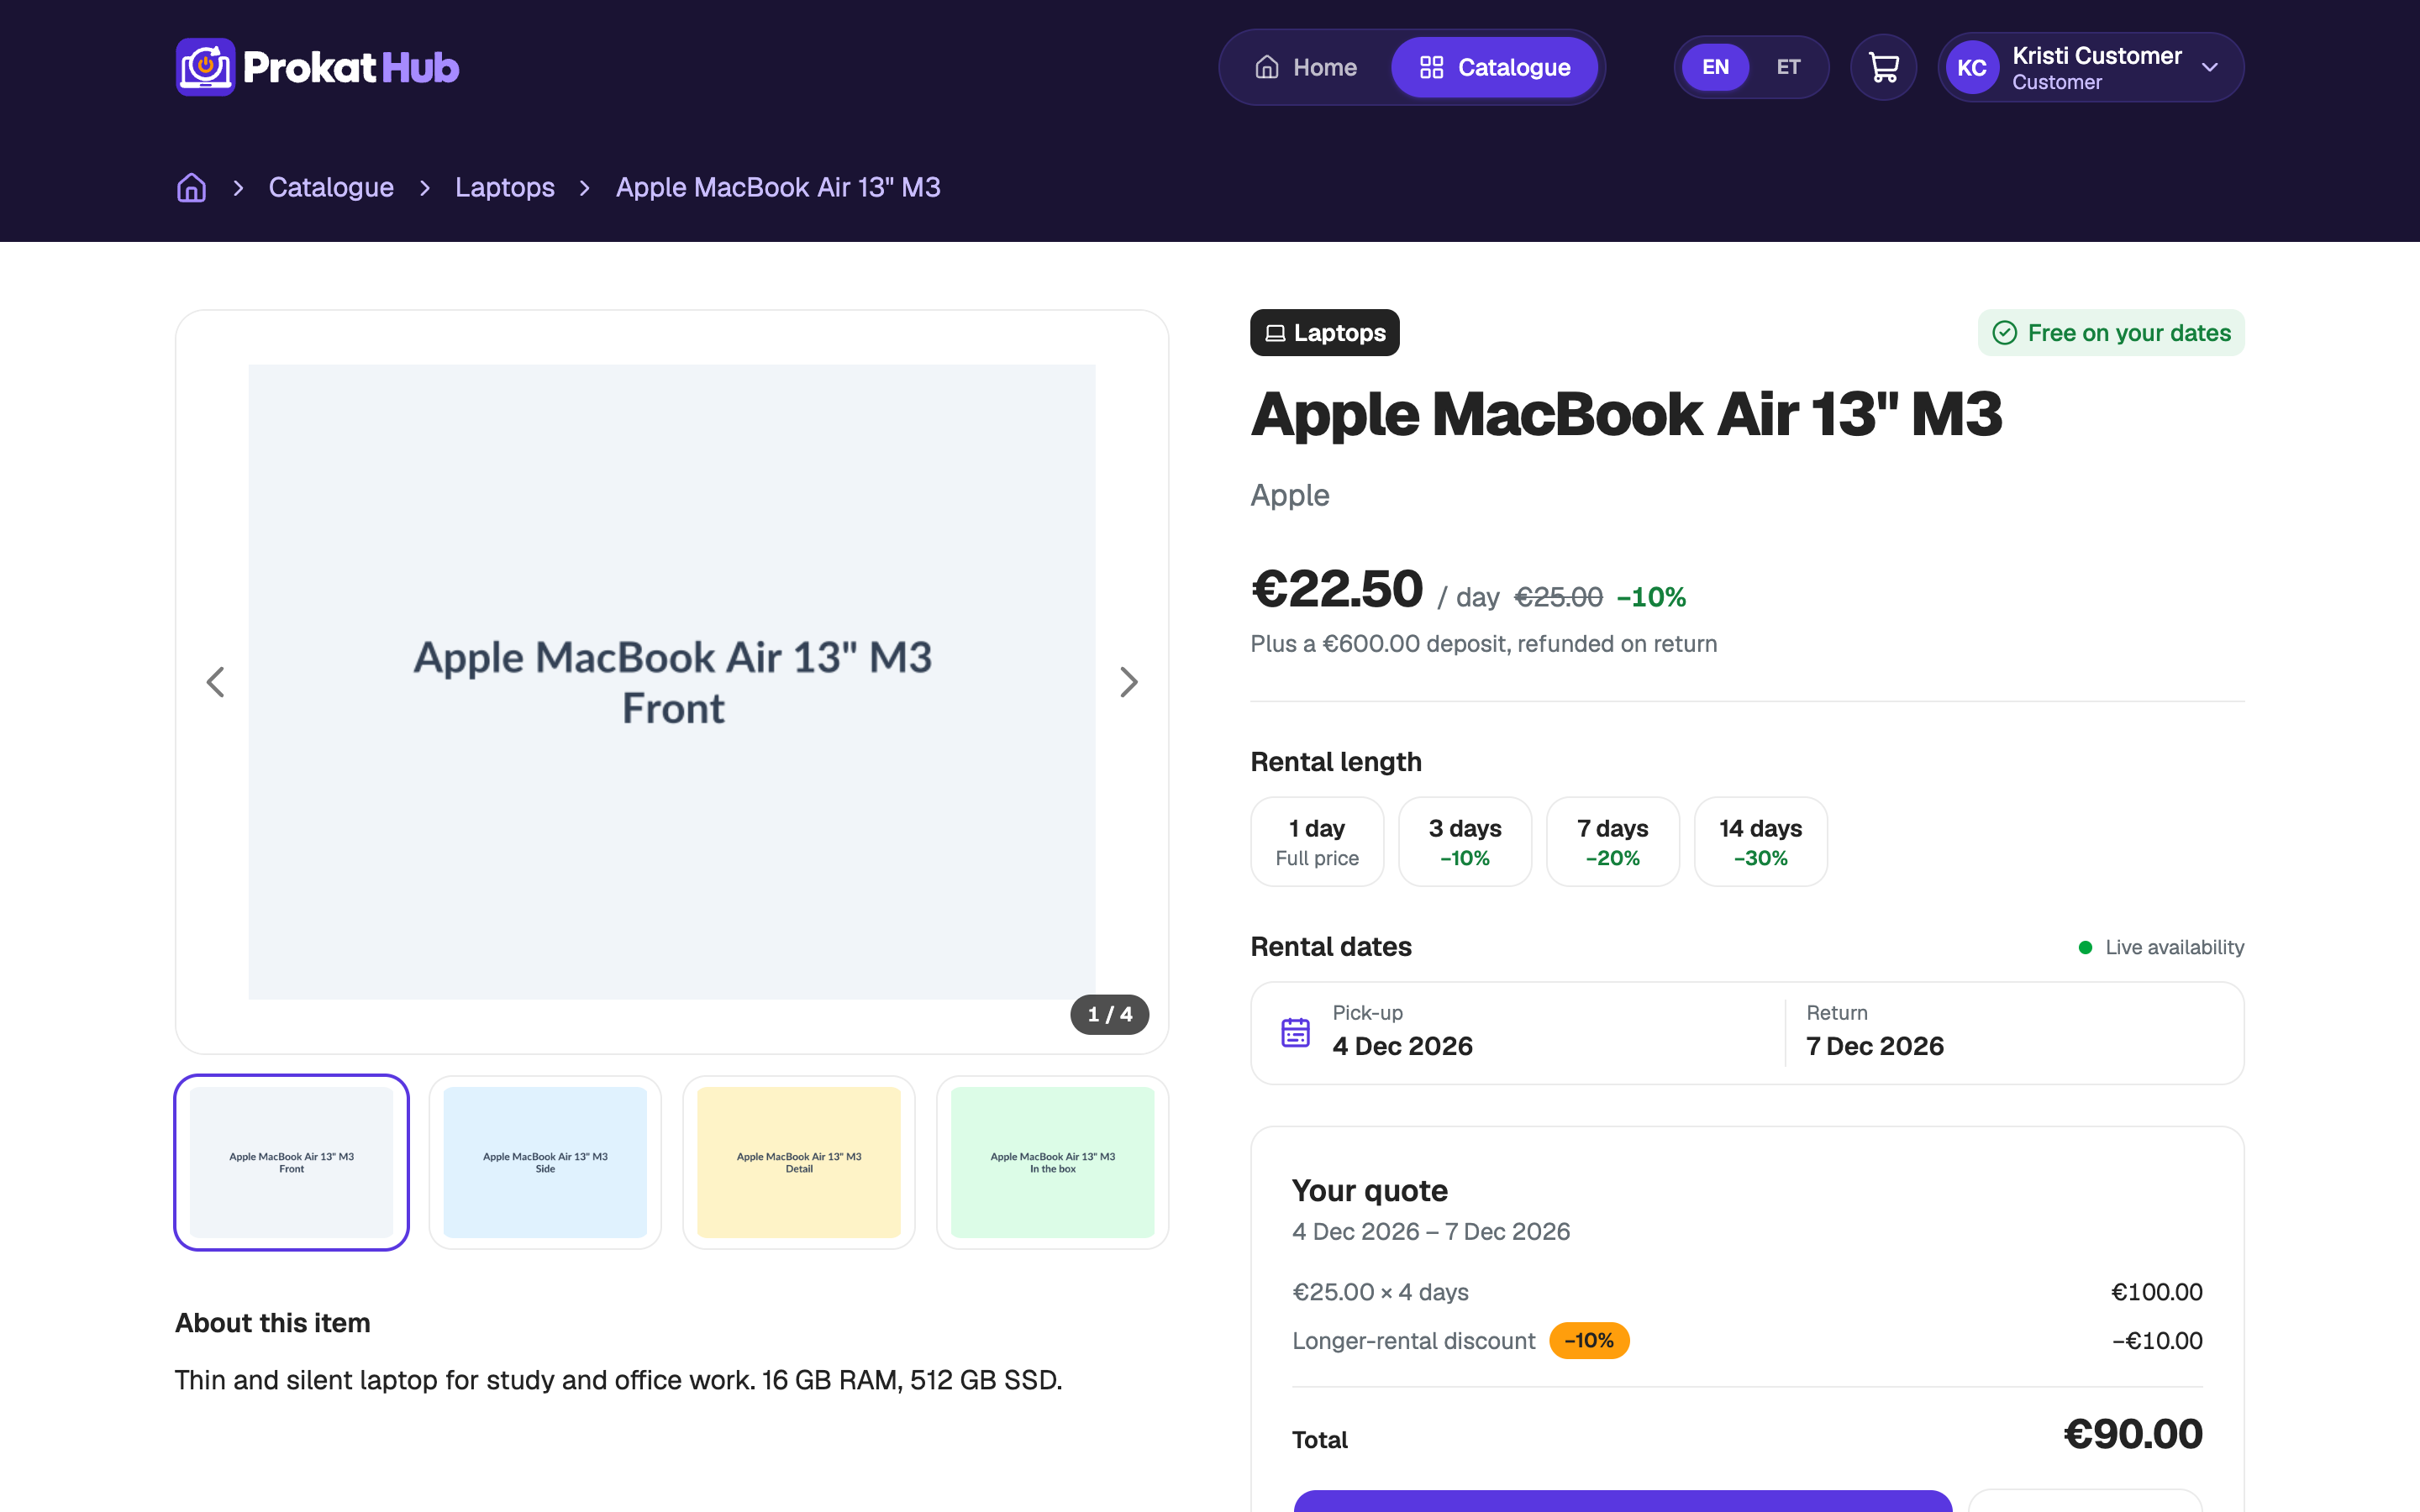 Prokat Hub
Home
Catalogue
EN
ET
KC
Kristi Customer
Customer
Catalogue
Laptops
Apple MacBook Air 13" M3
Apple MacBook Air 13" M3
Front
1 / 4
Apple MacBook Air 13" M3
Front
Apple MacBook Air 13" M3
Side
Apple MacBook Air 13" M3
Detail
Apple MacBook Air 13" M3
In the box
About this item
Thin and silent laptop for study and office work. 16 GB RAM, 512 GB SSD.
Laptops
Free on your dates
Apple MacBook Air 13" M3
Apple
€22.50 / day €25.00 −10%
Plus a €600.00 deposit, refunded on return
Rental length
1 day
Full price
3 days
−10%
7 days
−20%
14 days
−30%
Rental dates
Live availability
Pick-up
4 Dec 2026
Return
7 Dec 2026
Your quote
4 Dec 2026 – 7 Dec 2026
€25.00 × 4 days €100.00
Longer-rental discount −10% −€10.00
Total €90.00